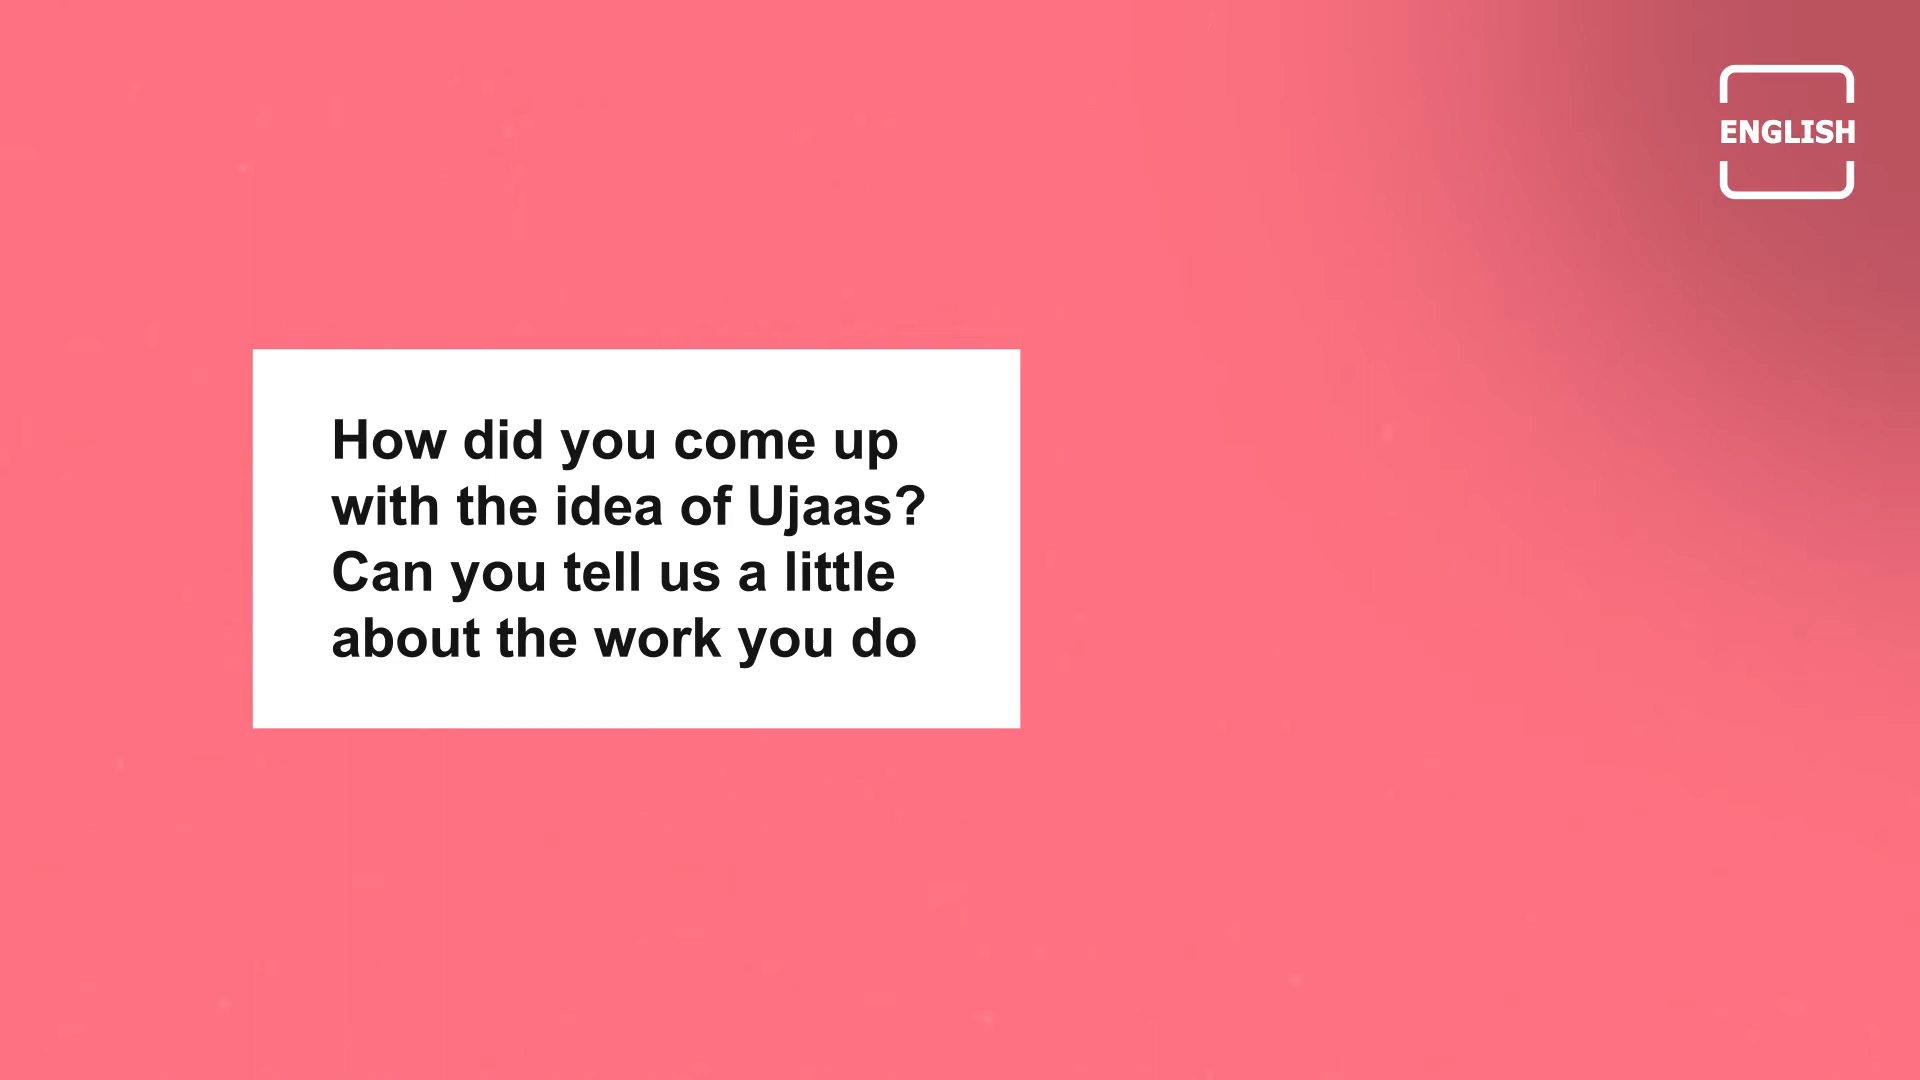 ENGLISH
How did you come up
with the idea of Ujaas?
Can you tell us a little
about the work you do